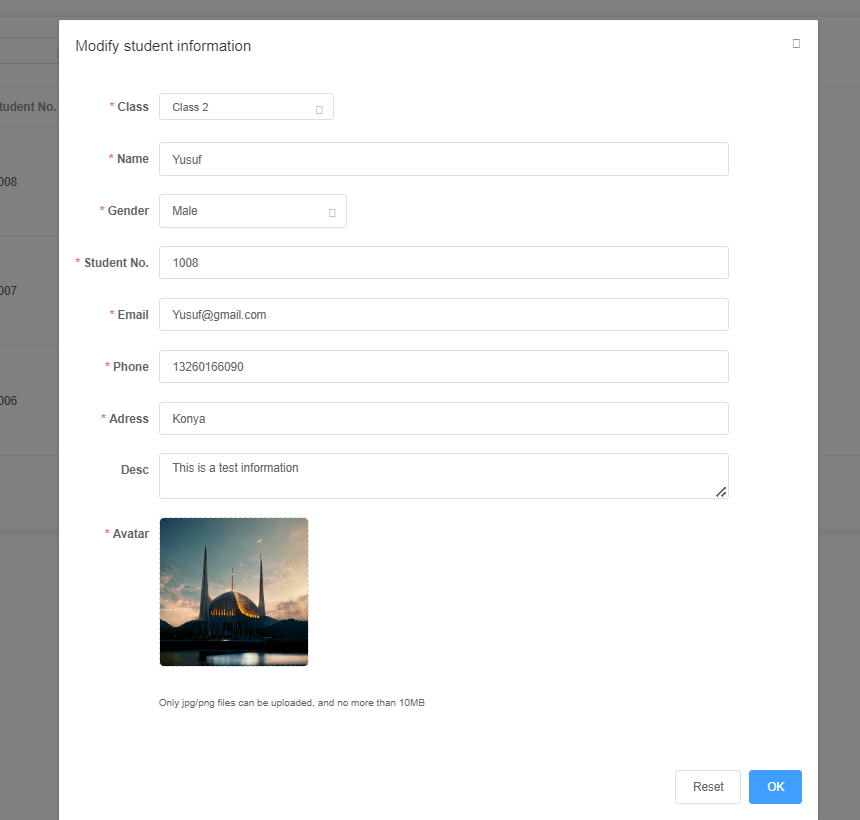 Modify student information
* Class Class 2
* Name Yusuf
* Gender Male
tudent No.
* Student No. 1008
008
* Email Yusuf@gmail.com
007
* Phone 13260166090
006
* Adress Konya
Desc This is a test information
* Avatar
Only jpg/png files can be uploaded, and no more than 10MB
Reset OK